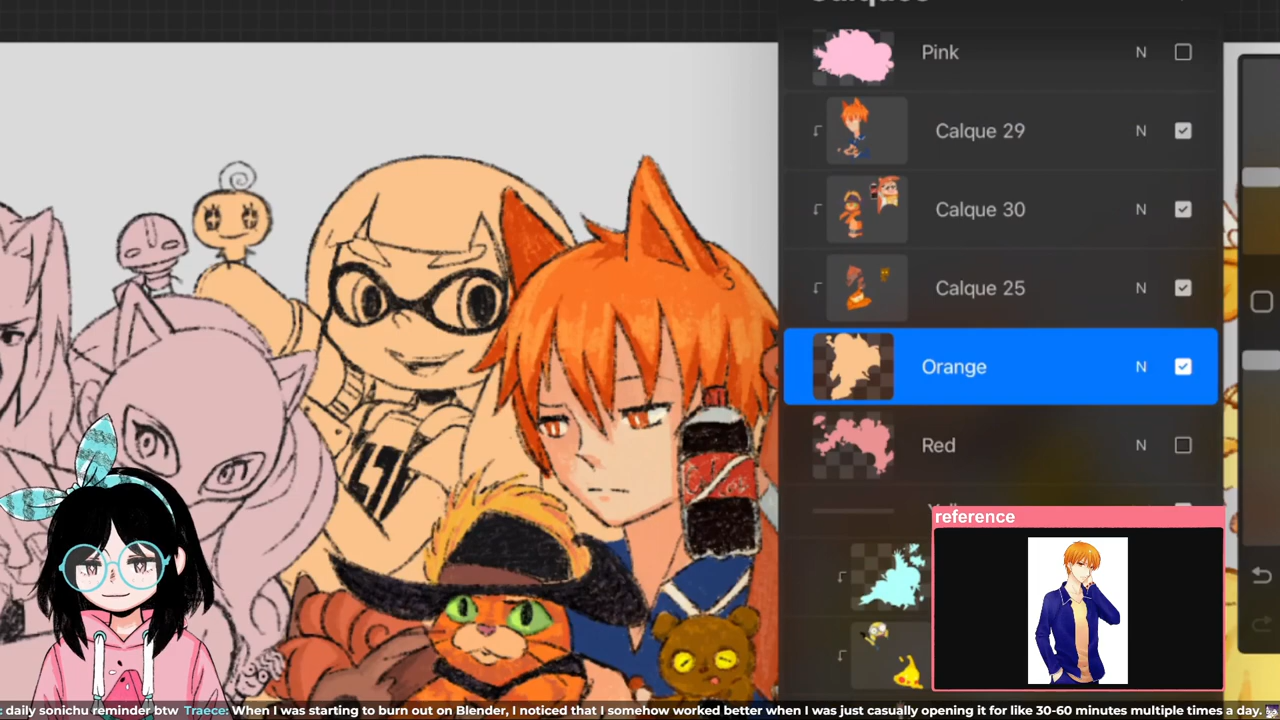 Calques
Pink N
Calque 29 N
Calque 30 N
Calque 25 N
Orange N
Red N
reference
: daily sonichu reminder btw Traece: When I was starting to burn out on Blender, I noticed that I somehow worked better when I was just casually opening it for like 30-60 minutes multiple times a day.